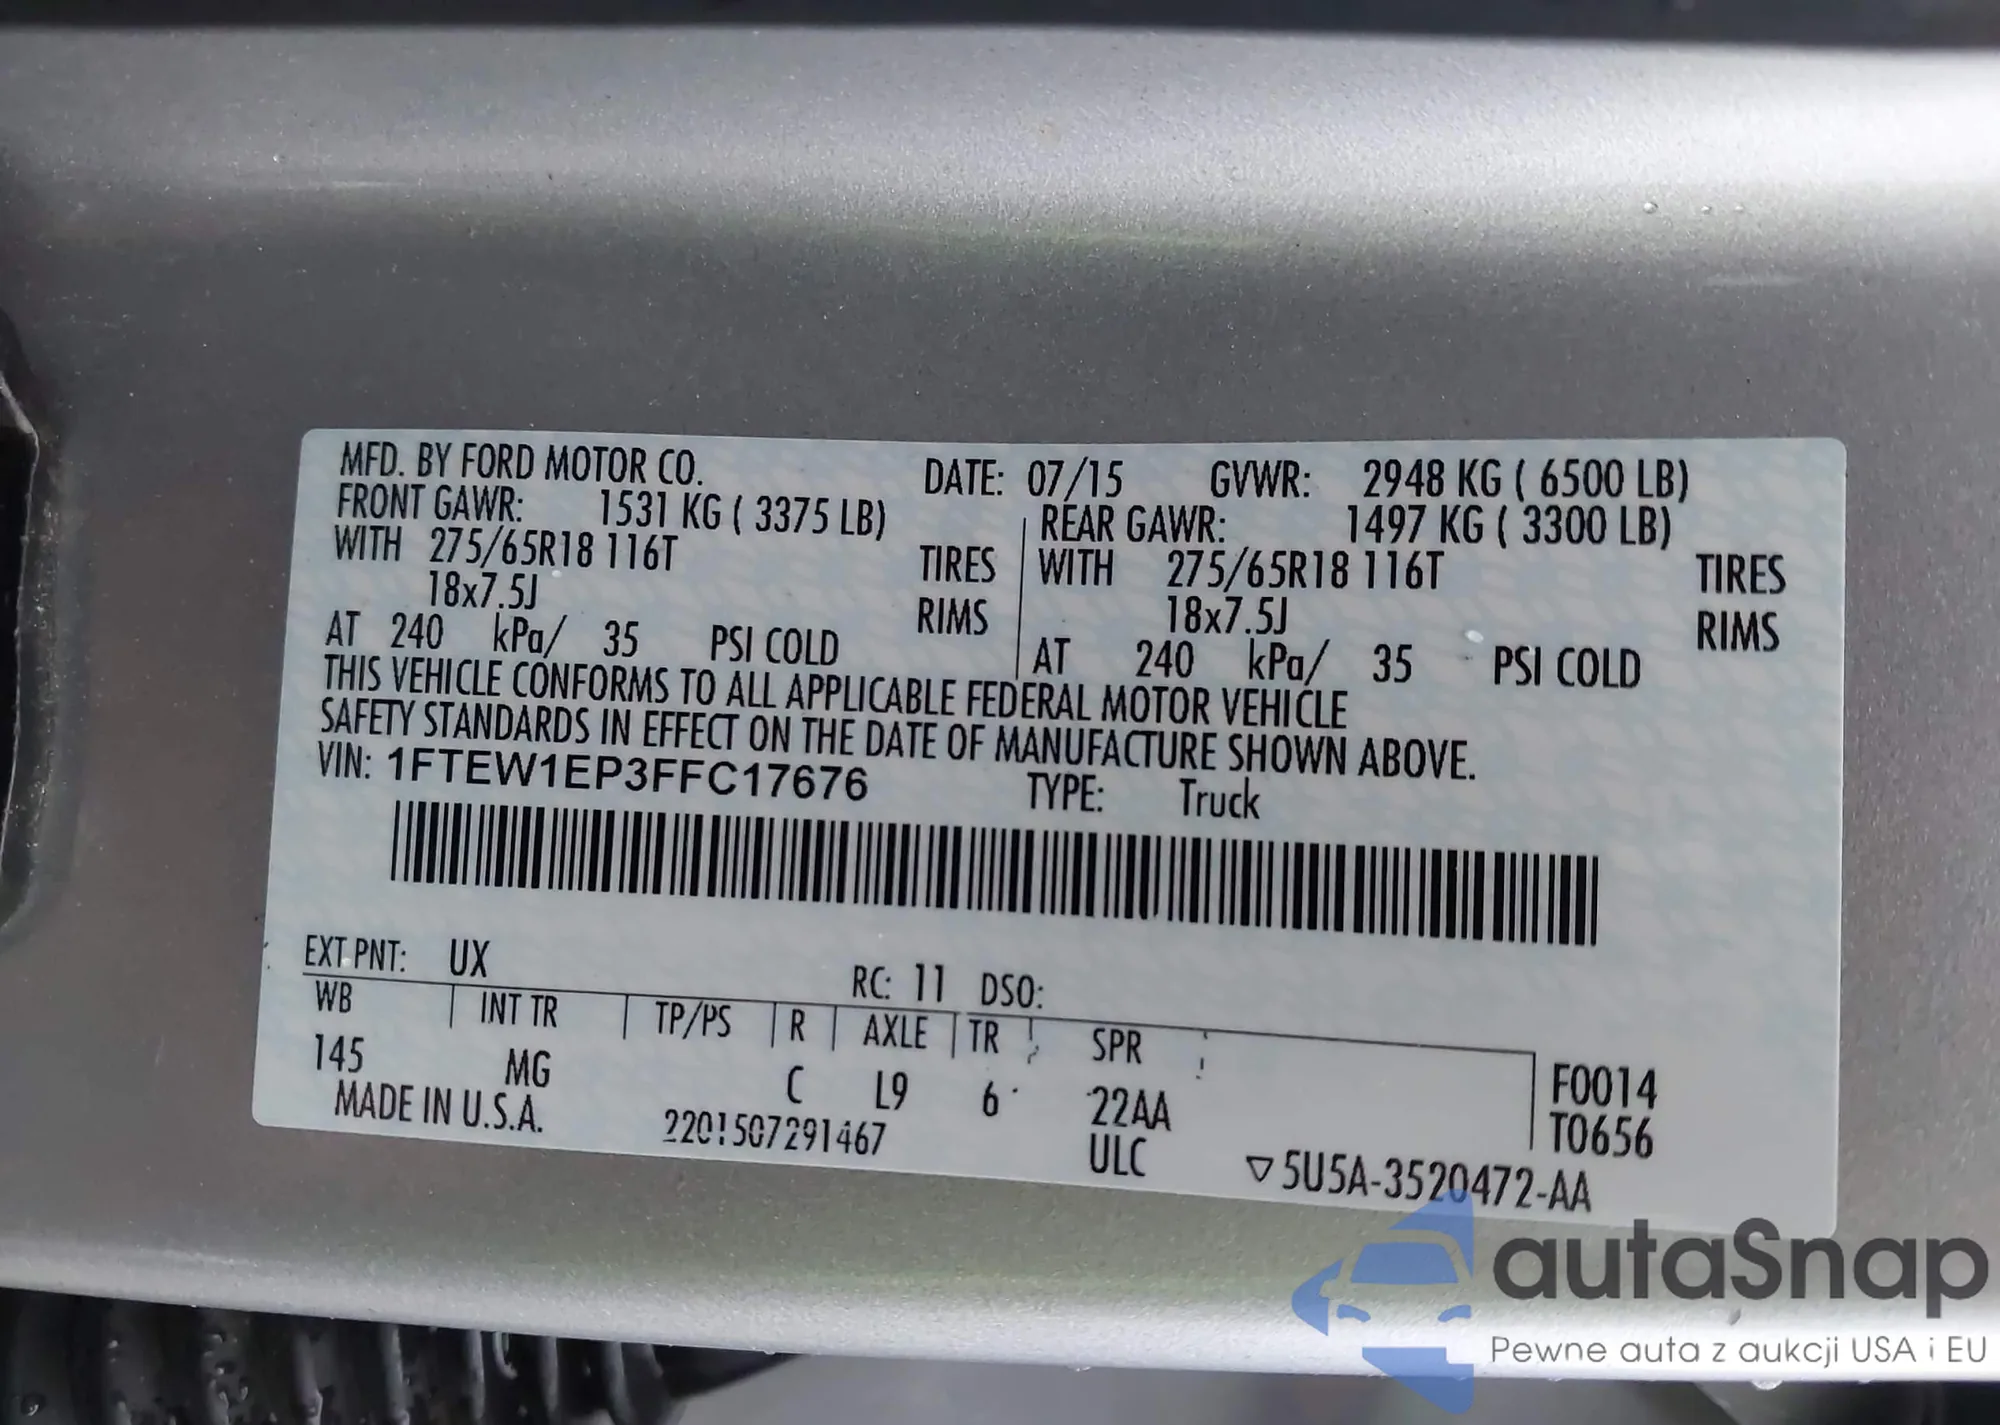 MFD. BY FORD MOTOR CO. DATE: 07/15 GVWR: 2948 KG ( 6500 LB)
FRONT GAWR: 1531 KG ( 3375 LB) REAR GAWR: 1497 KG ( 3300 LB)
WITH 275/65R18 116T TIRES WITH 275/65R18 116T TIRES
18x7.5J RIMS 18x7.5J RIMS
AT 240 kPa/ 35 PSI COLD AT 240 kPa/ 35 PSI COLD
THIS VEHICLE CONFORMS TO ALL APPLICABLE FEDERAL MOTOR VEHICLE
SAFETY STANDARDS IN EFFECT ON THE DATE OF MANUFACTURE SHOWN ABOVE.
VIN: 1FTEW1EP3FFC17676 TYPE: Truck
EXT PNT: UX RC: 11 DSO:
WB INT TR TP/PS R AXLE TR SPR
145 MG C L9 6 22AA F0014
MADE IN U.S.A. 2201507291467 ULC T0656
▽5U5A-3520472-AA
autaSnap
Pewne auta z aukcji USA i EU